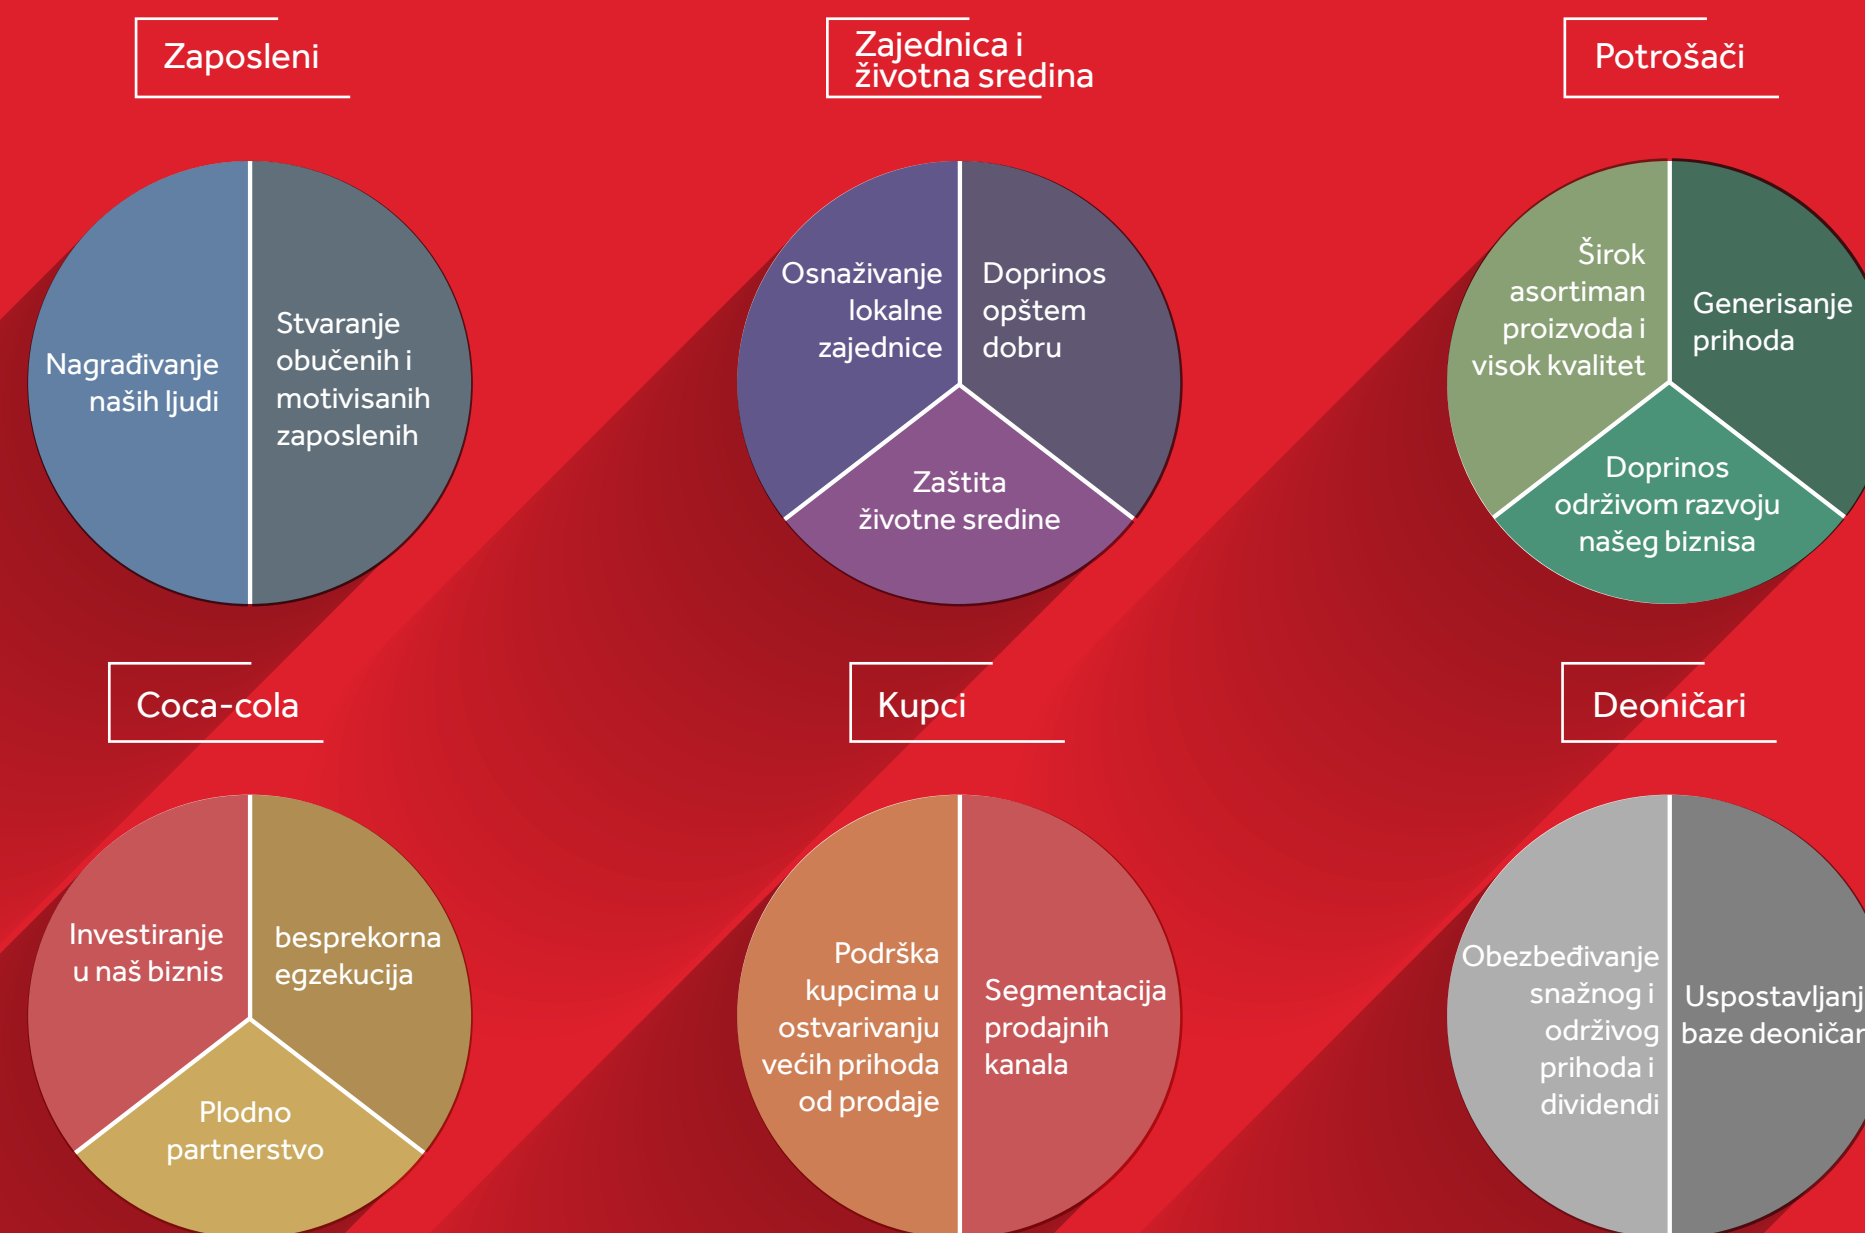 Zaposleni
Nagrađivanje
naših ljudi
Stvaranje
obučenih i
motivisanih
zaposlenih
Zajednica i
životna sredina
Osnaživanje
lokalne
zajednice
Doprinos
opštem
dobru
Zaštita
životne sredine
Potrošači
Širok
asortiman
proizvoda i
visok kvalitet
Generisanje
prihoda
Doprinos
održivom razvoju
našeg biznisa
Coca-cola
Investiranje
u naš biznis
besprekorna
egzekucija
Plodno
partnerstvo
Kupci
Podrška
kupcima u
ostvarivanju
većih prihoda
od prodaje
Segmentacija
prodajnih
kanala
Deoničari
Obezbeđivanje
snažnog i
održivog
prihoda i
dividendi
Uspostavljanj
baze deoničar